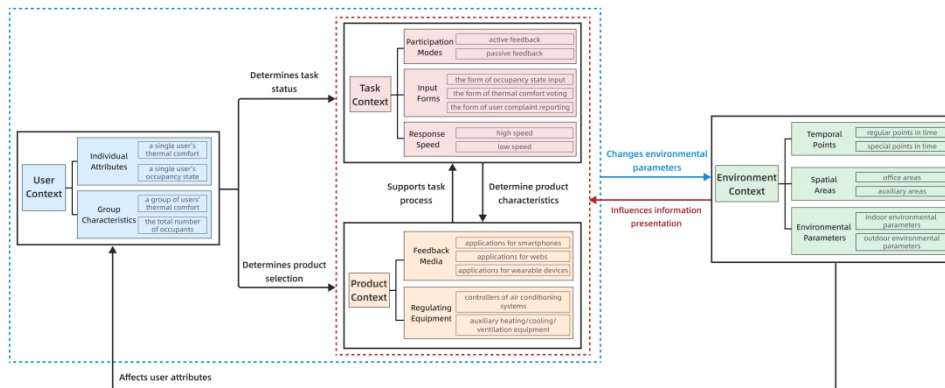 User
Context
Individual
Attributes
a single user's
thermal comfort
a single user's
occupancy state
Group
Characteristics
a group of users'
thermal comfort
the total number
of occupants
Determines task
status
Determines product
selection
Task
Context
Participation
Modes
active feedback
passive feedback
Input
Forms
the form of occupancy state input
the form of thermal comfort voting
the form of user complaint reporting
Response
Speed
high speed
low speed
Supports task
process
Determine product
characteristics
Product
Context
Feedback
Media
applications for smartphones
applications for webs
applications for wearable devices
Regulating
Equipment
controllers of air conditioning
systems
auxiliary heating/cooling/
ventilation equipment
Changes environmental
parameters
Influences information
presentation
Environment
Context
Temporal
Points
regular points in time
special points in time
Spatial
Areas
office areas
auxiliary areas
Environmental
Parameters
indoor environmental
parameters
outdoor environmental
parameters
Affects user attributes